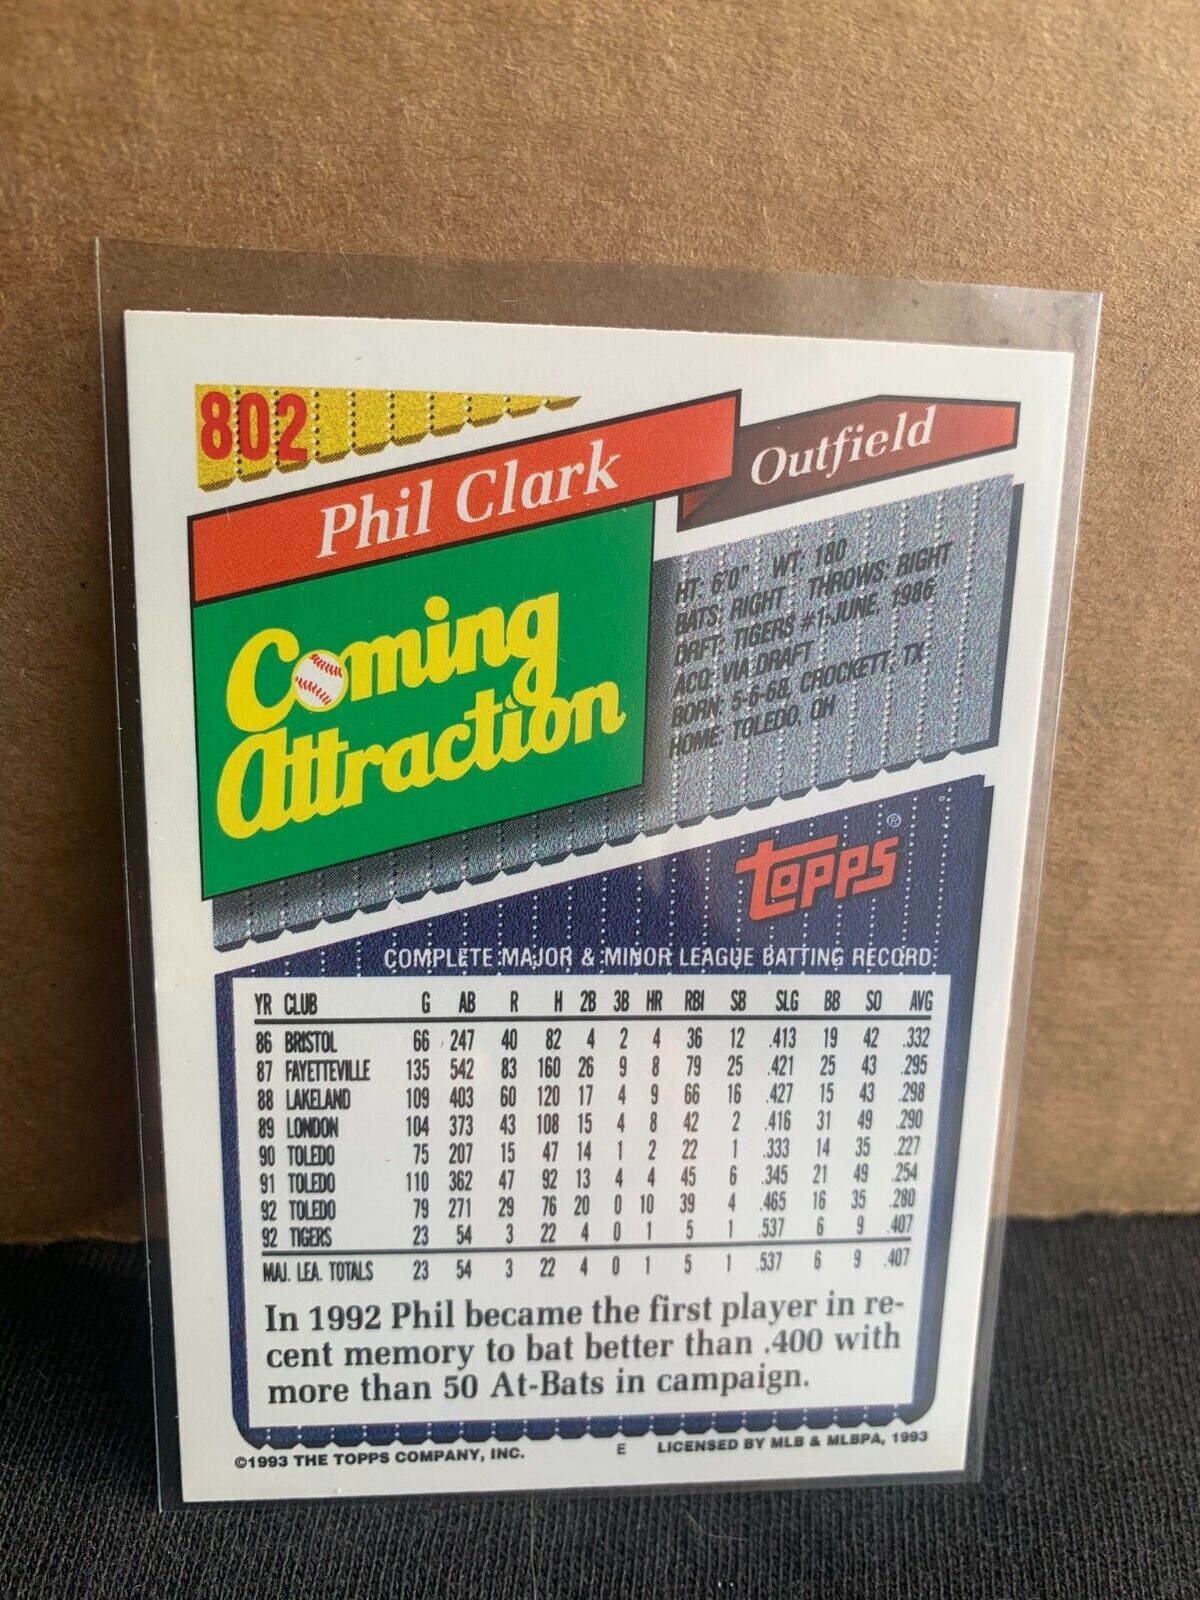 802
Phil Clark
Outfield
Coming
Attraction
HT: 6'0" WT: 180
BATS: RIGHT THROWS: RIGHT
DRFT: TIGERS #1-JUNE, 1986
ACQ: VIA DRAFT
BORN: 5-6-68, CROCKETT, TX
HOME: TOLEDO, OH
TOPPS®
COMPLETE MAJOR & MINOR LEAGUE BATTING RECORD
YR CLUB G AB R H 2B 3B HR RBI SB SLG BB SO AVG
86 BRISTOL 66 247 40 82 4 2 4 36 12 .413 19 42 .332
87 FAYETTEVILLE 135 542 83 160 26 9 8 79 25 .421 25 43 .295
88 LAKELAND 109 403 60 120 17 4 9 66 16 .427 15 43 .298
89 LONDON 104 373 43 108 15 4 8 42 2 .416 31 49 .290
90 TOLEDO 75 207 15 47 14 1 2 22 1 .333 14 35 .227
91 TOLEDO 110 362 47 92 13 4 4 45 6 .345 21 49 .254
92 TOLEDO 79 271 29 76 20 0 10 39 4 .465 16 35 .280
92 TIGERS 23 54 3 22 4 0 1 5 1 .537 6 9 .407
MAJ. LEA. TOTALS 23 54 3 22 4 0 1 5 1 .537 6 9 .407
In 1992 Phil became the first player in re-
cent memory to bat better than .400 with
more than 50 At-Bats in campaign.
©1993 THE TOPPS COMPANY, INC. E LICENSED BY MLB & MLBPA, 1993